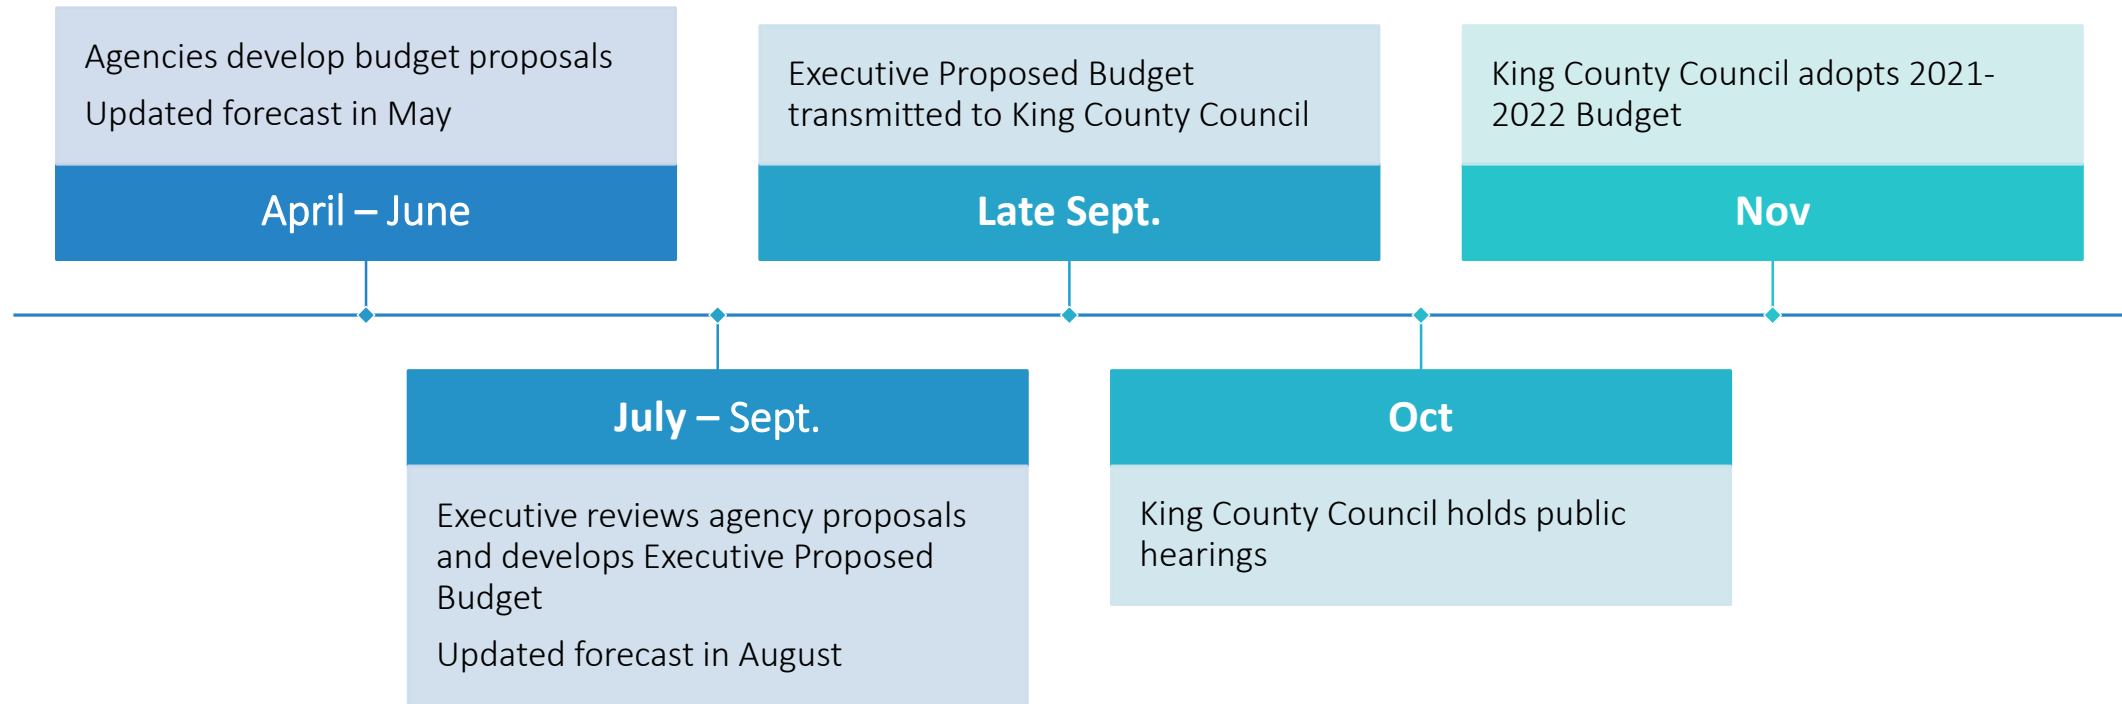 Agencies develop budget proposals
Updated forecast in May
April – June
July – Sept.
Executive reviews agency proposals
and develops Executive Proposed
Budget
Updated forecast in August
Executive Proposed Budget
transmitted to King County Council
Late Sept.
Oct
King County Council holds public
hearings
King County Council adopts 2021-
2022 Budget
Nov